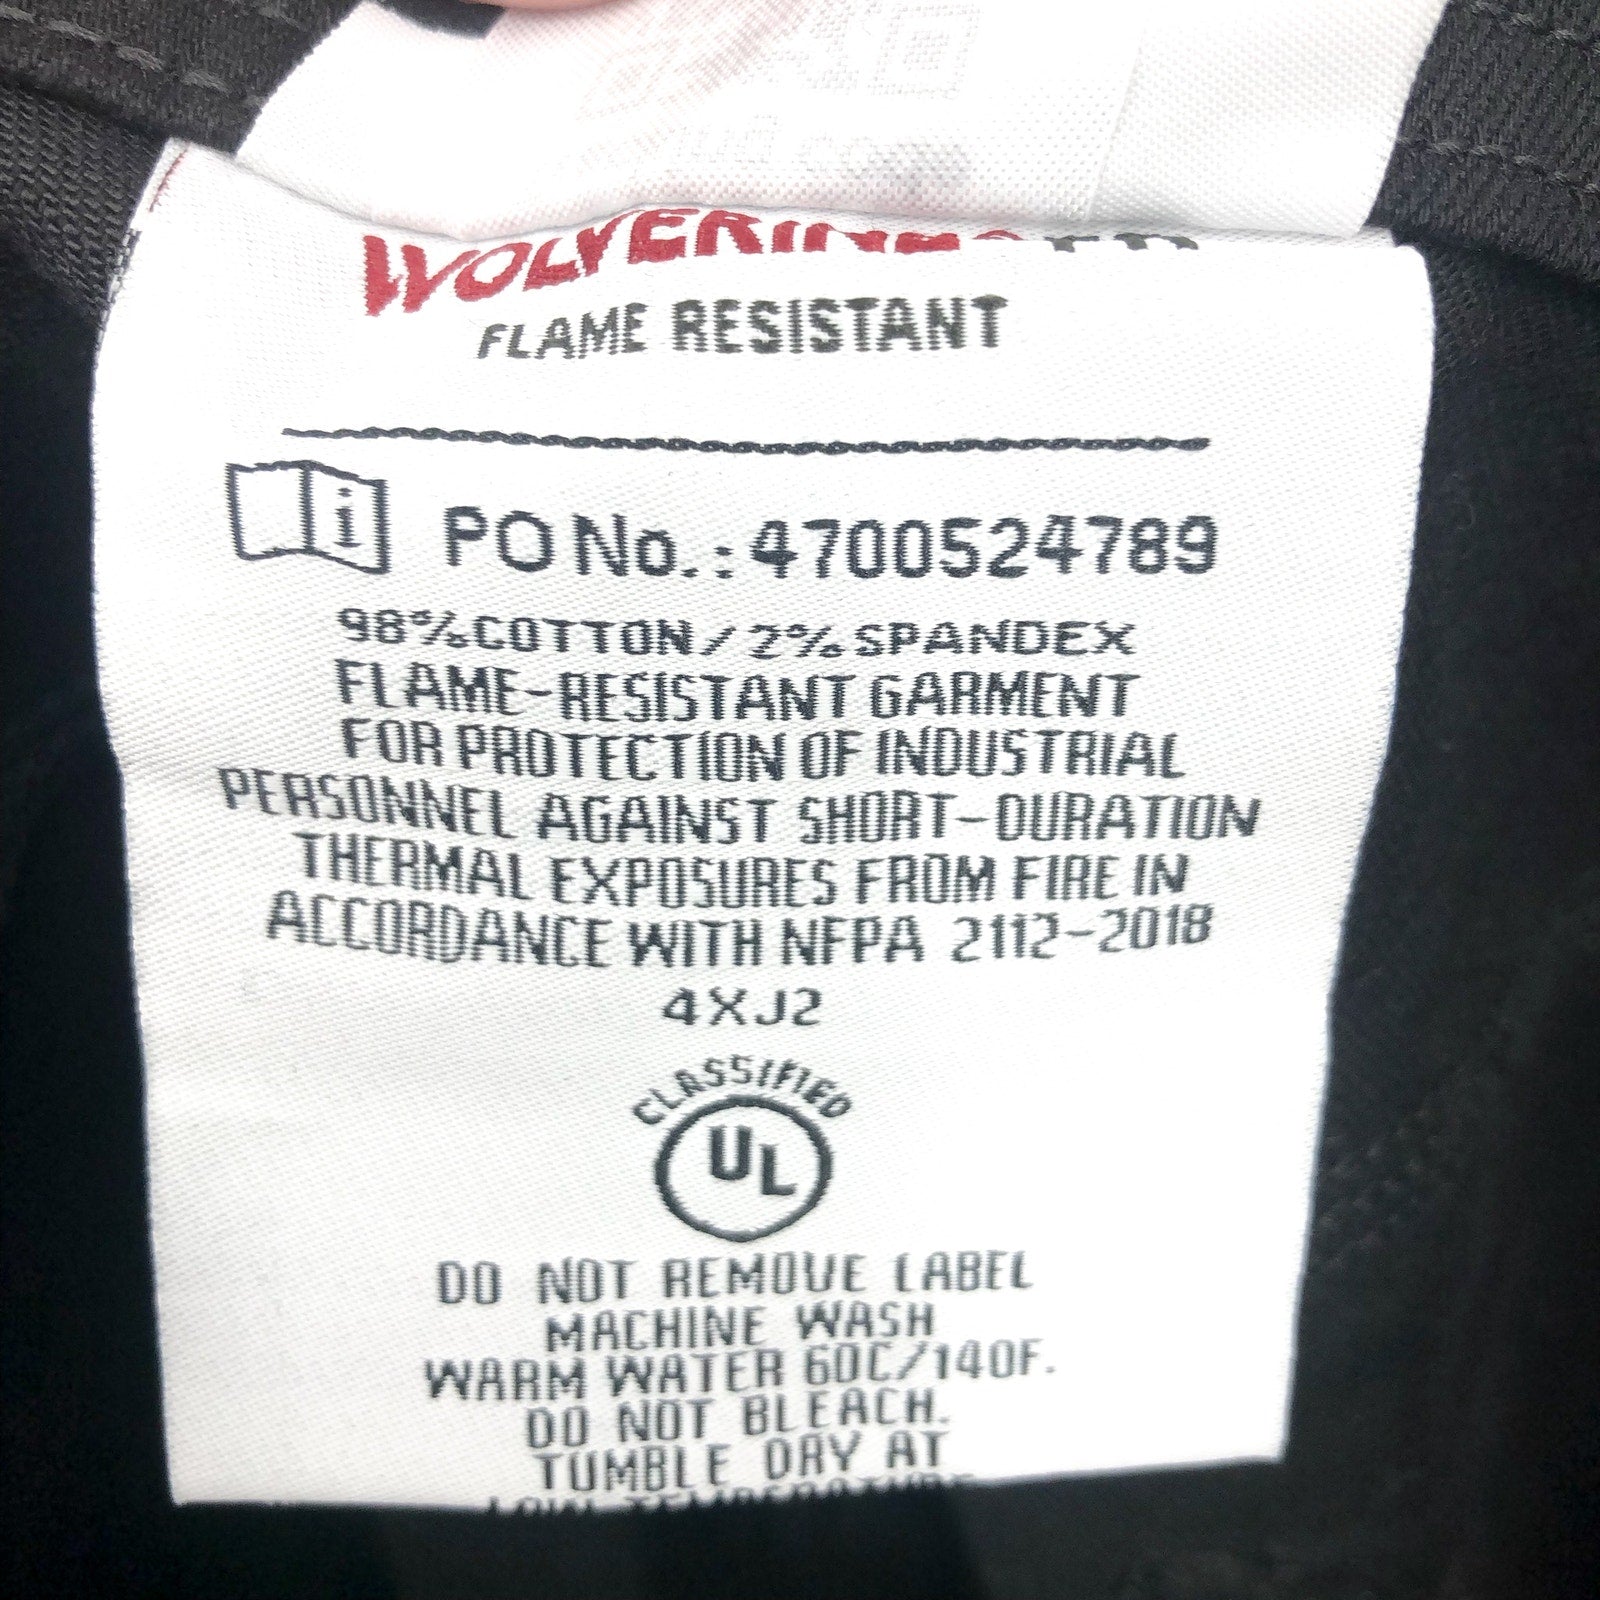 WOLVERINE® FR
FLAME RESISTANT
i PO No.: 4700524789
98% COTTON / 2% SPANDEX
FLAME-RESISTANT GARMENT
FOR PROTECTION OF INDUSTRIAL
PERSONNEL AGAINST SHORT-DURATION
THERMAL EXPOSURES FROM FIRE IN
ACCORDANCE WITH NFPA 2112-2018
4XJ2
CLASSIFIED
UL
DO NOT REMOVE LABEL
MACHINE WASH
WARM WATER 60C/140F.
DO NOT BLEACH.
TUMBLE DRY AT
LOW TEMPERATURE